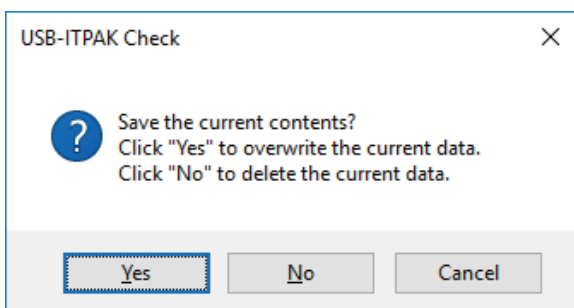 USB-ITPAK Check
Save the current contents?
Click "Yes" to overwrite the current data.
Click "No" to delete the current data.
Yes No Cancel